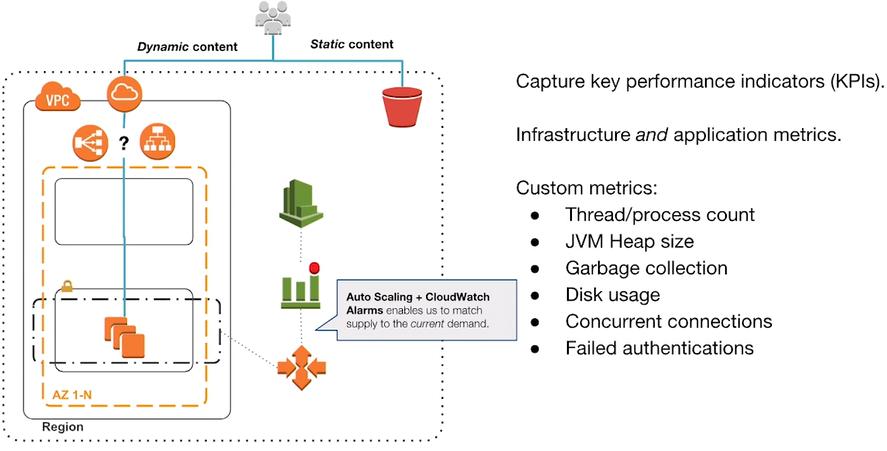 Dynamic content
Static content
VPC
?
Auto Scaling + CloudWatch
Alarms enables us to match
supply to the current demand.
AZ 1-N
Region
Capture key performance indicators (KPIs).
Infrastructure and application metrics.
Custom metrics:
● Thread/process count
● JVM Heap size
● Garbage collection
● Disk usage
● Concurrent connections
● Failed authentications